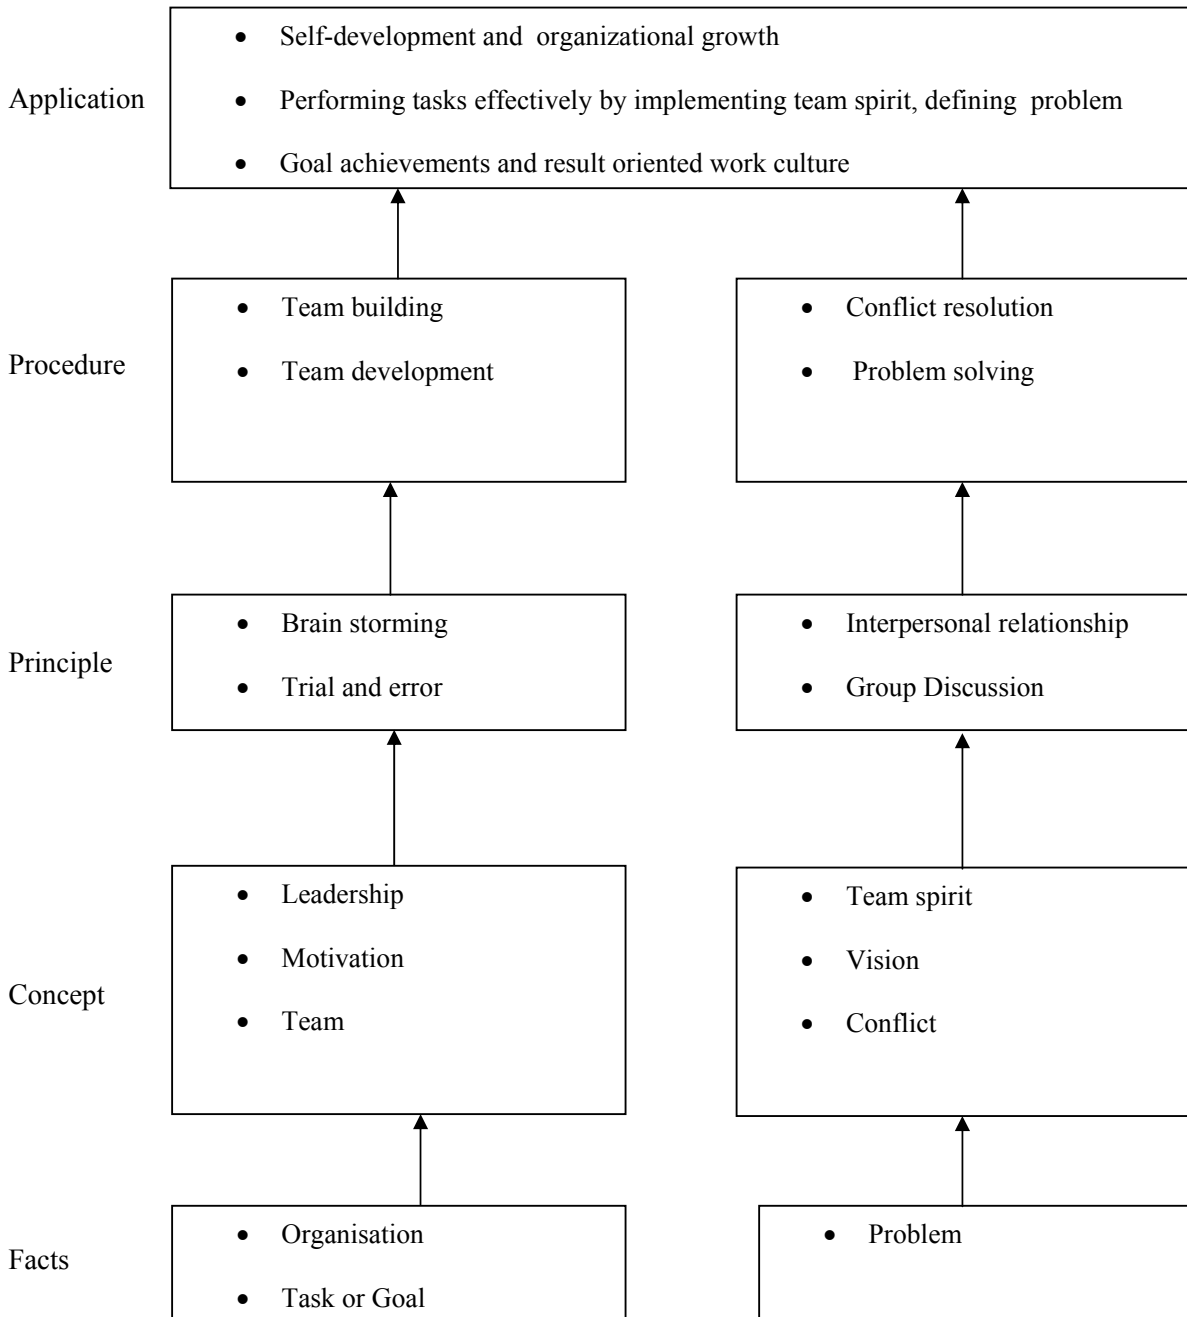 • Self-development and organizational growth
Application
• Performing tasks effectively by implementing team spirit, defining problem
• Goal achievements and result oriented work culture
Procedure
• Team building
• Team development
• Conflict resolution
• Problem solving
Principle
• Brain storming
• Trial and error
• Interpersonal relationship
• Group Discussion
Concept
• Leadership
• Motivation
• Team
• Team spirit
• Vision
• Conflict
Facts
• Organisation
• Task or Goal
• Problem